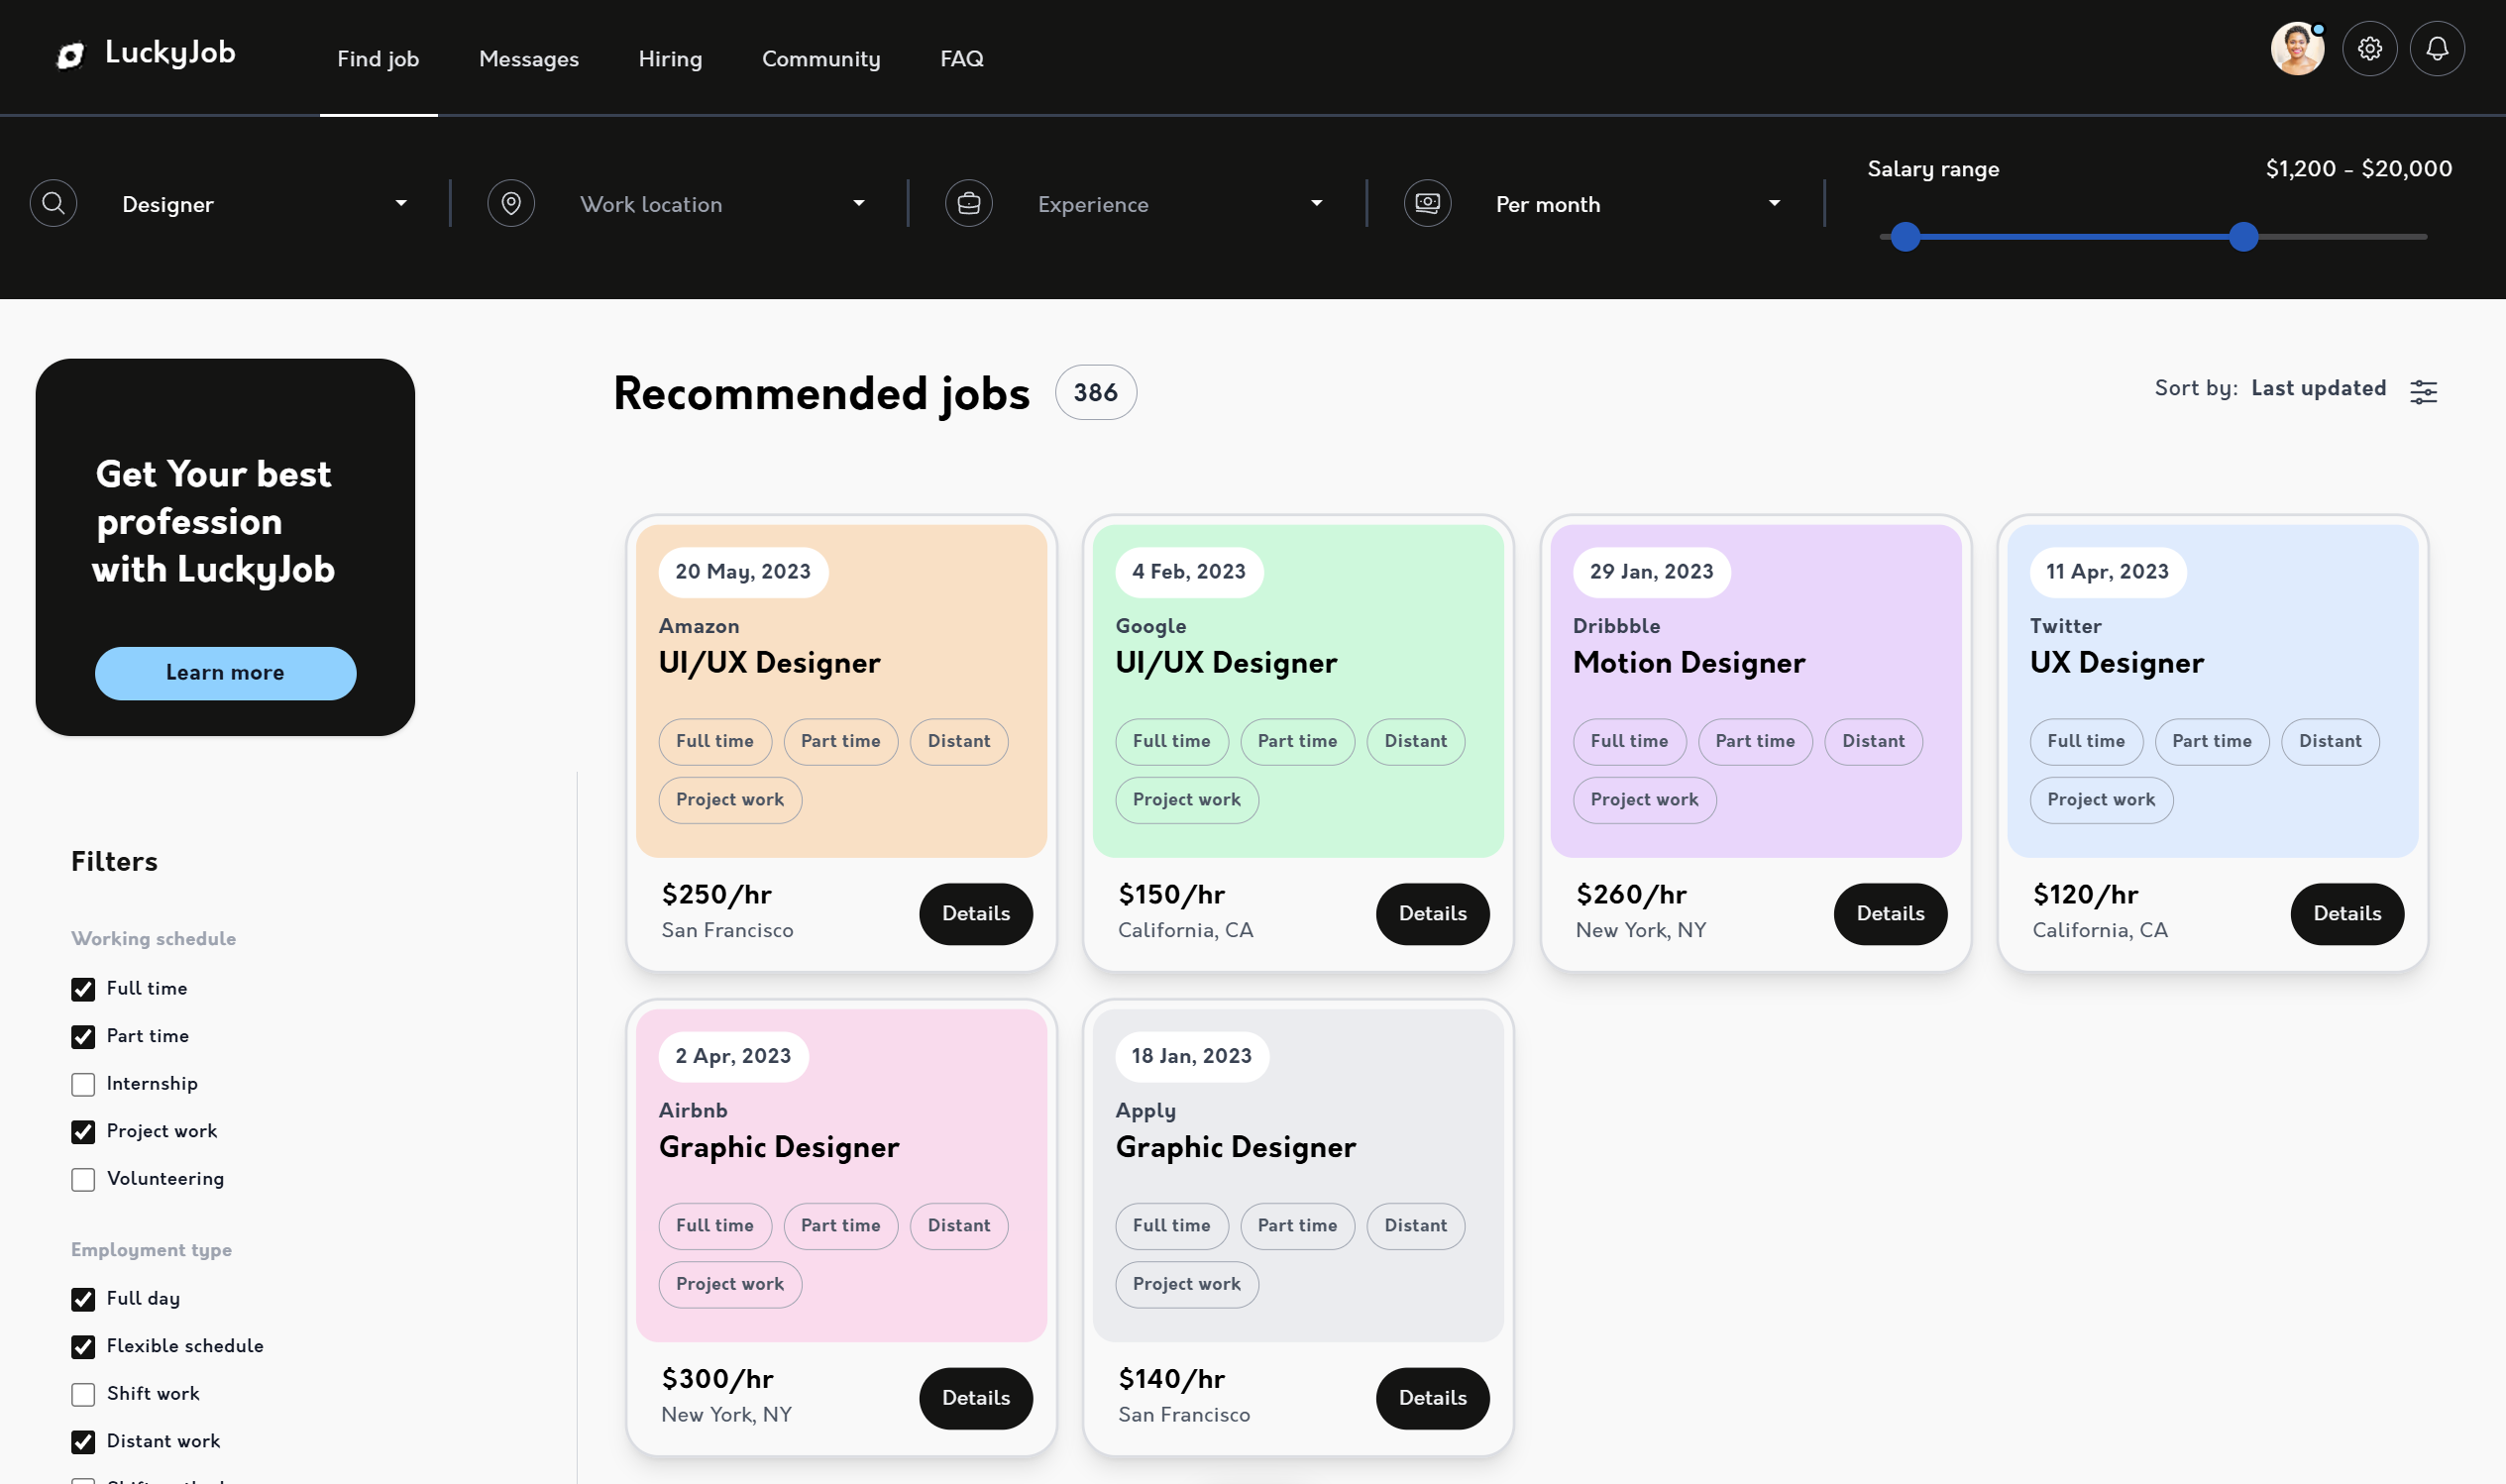 LuckyJob
Find job
Messages
Hiring
Community
FAQ
Designer
Work location
Experience
Per month
Salary range
$1,200 - $20,000
Get Your best
profession
with LuckyJob
Learn more
Filters
Working schedule
Full time
Part time
Internship
Project work
Volunteering
Employment type
Full day
Flexible schedule
Shift work
Distant work
Recommended jobs
386
Sort by: Last updated
20 May, 2023
Amazon
UI/UX Designer
Full time
Part time
Distant
Project work
$250/hr
San Francisco
Details
4 Feb, 2023
Google
UI/UX Designer
Full time
Part time
Distant
Project work
$150/hr
California, CA
Details
29 Jan, 2023
Dribbble
Motion Designer
Full time
Part time
Distant
Project work
$260/hr
New York, NY
Details
11 Apr, 2023
Twitter
UX Designer
Full time
Part time
Distant
Project work
$120/hr
California, CA
Details
2 Apr, 2023
Airbnb
Graphic Designer
Full time
Part time
Distant
Project work
$300/hr
New York, NY
Details
18 Jan, 2023
Apply
Graphic Designer
Full time
Part time
Distant
Project work
$140/hr
San Francisco
Details